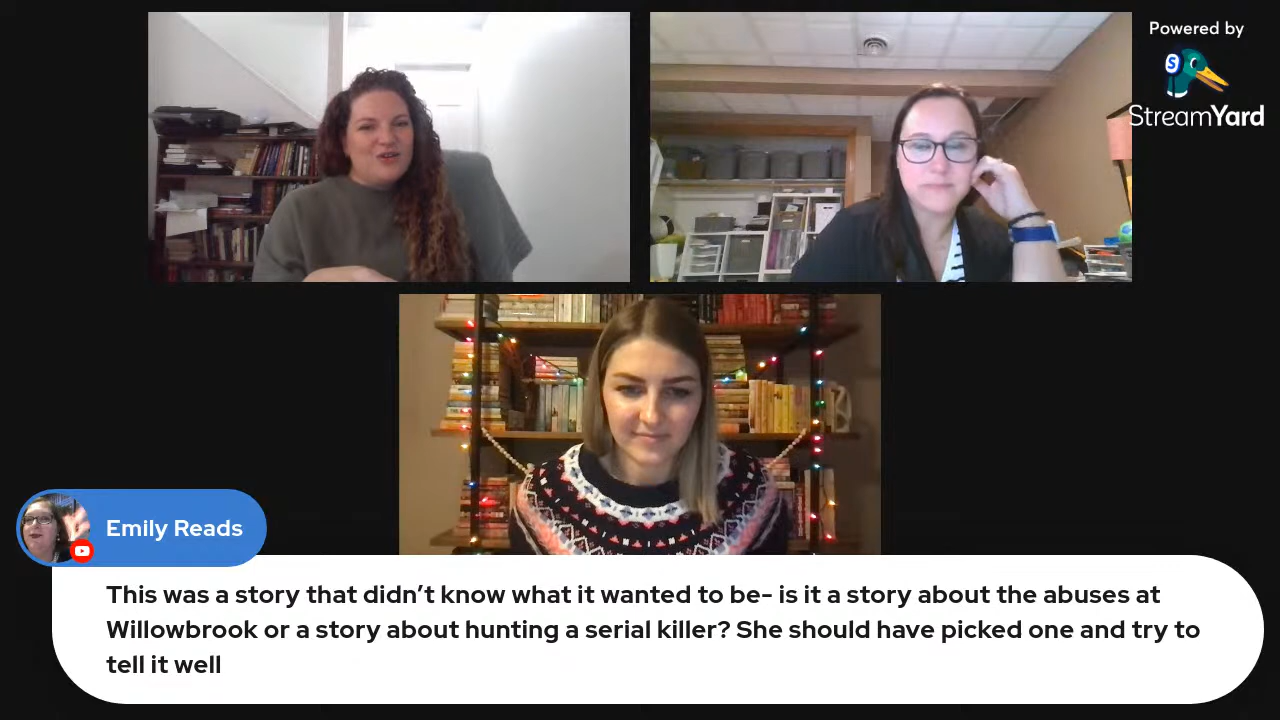 Powered by
StreamYard
Emily Reads
This was a story that didn’t know what it wanted to be- is it a story about the abuses at
Willowbrook or a story about hunting a serial killer? She should have picked one and try to
tell it well